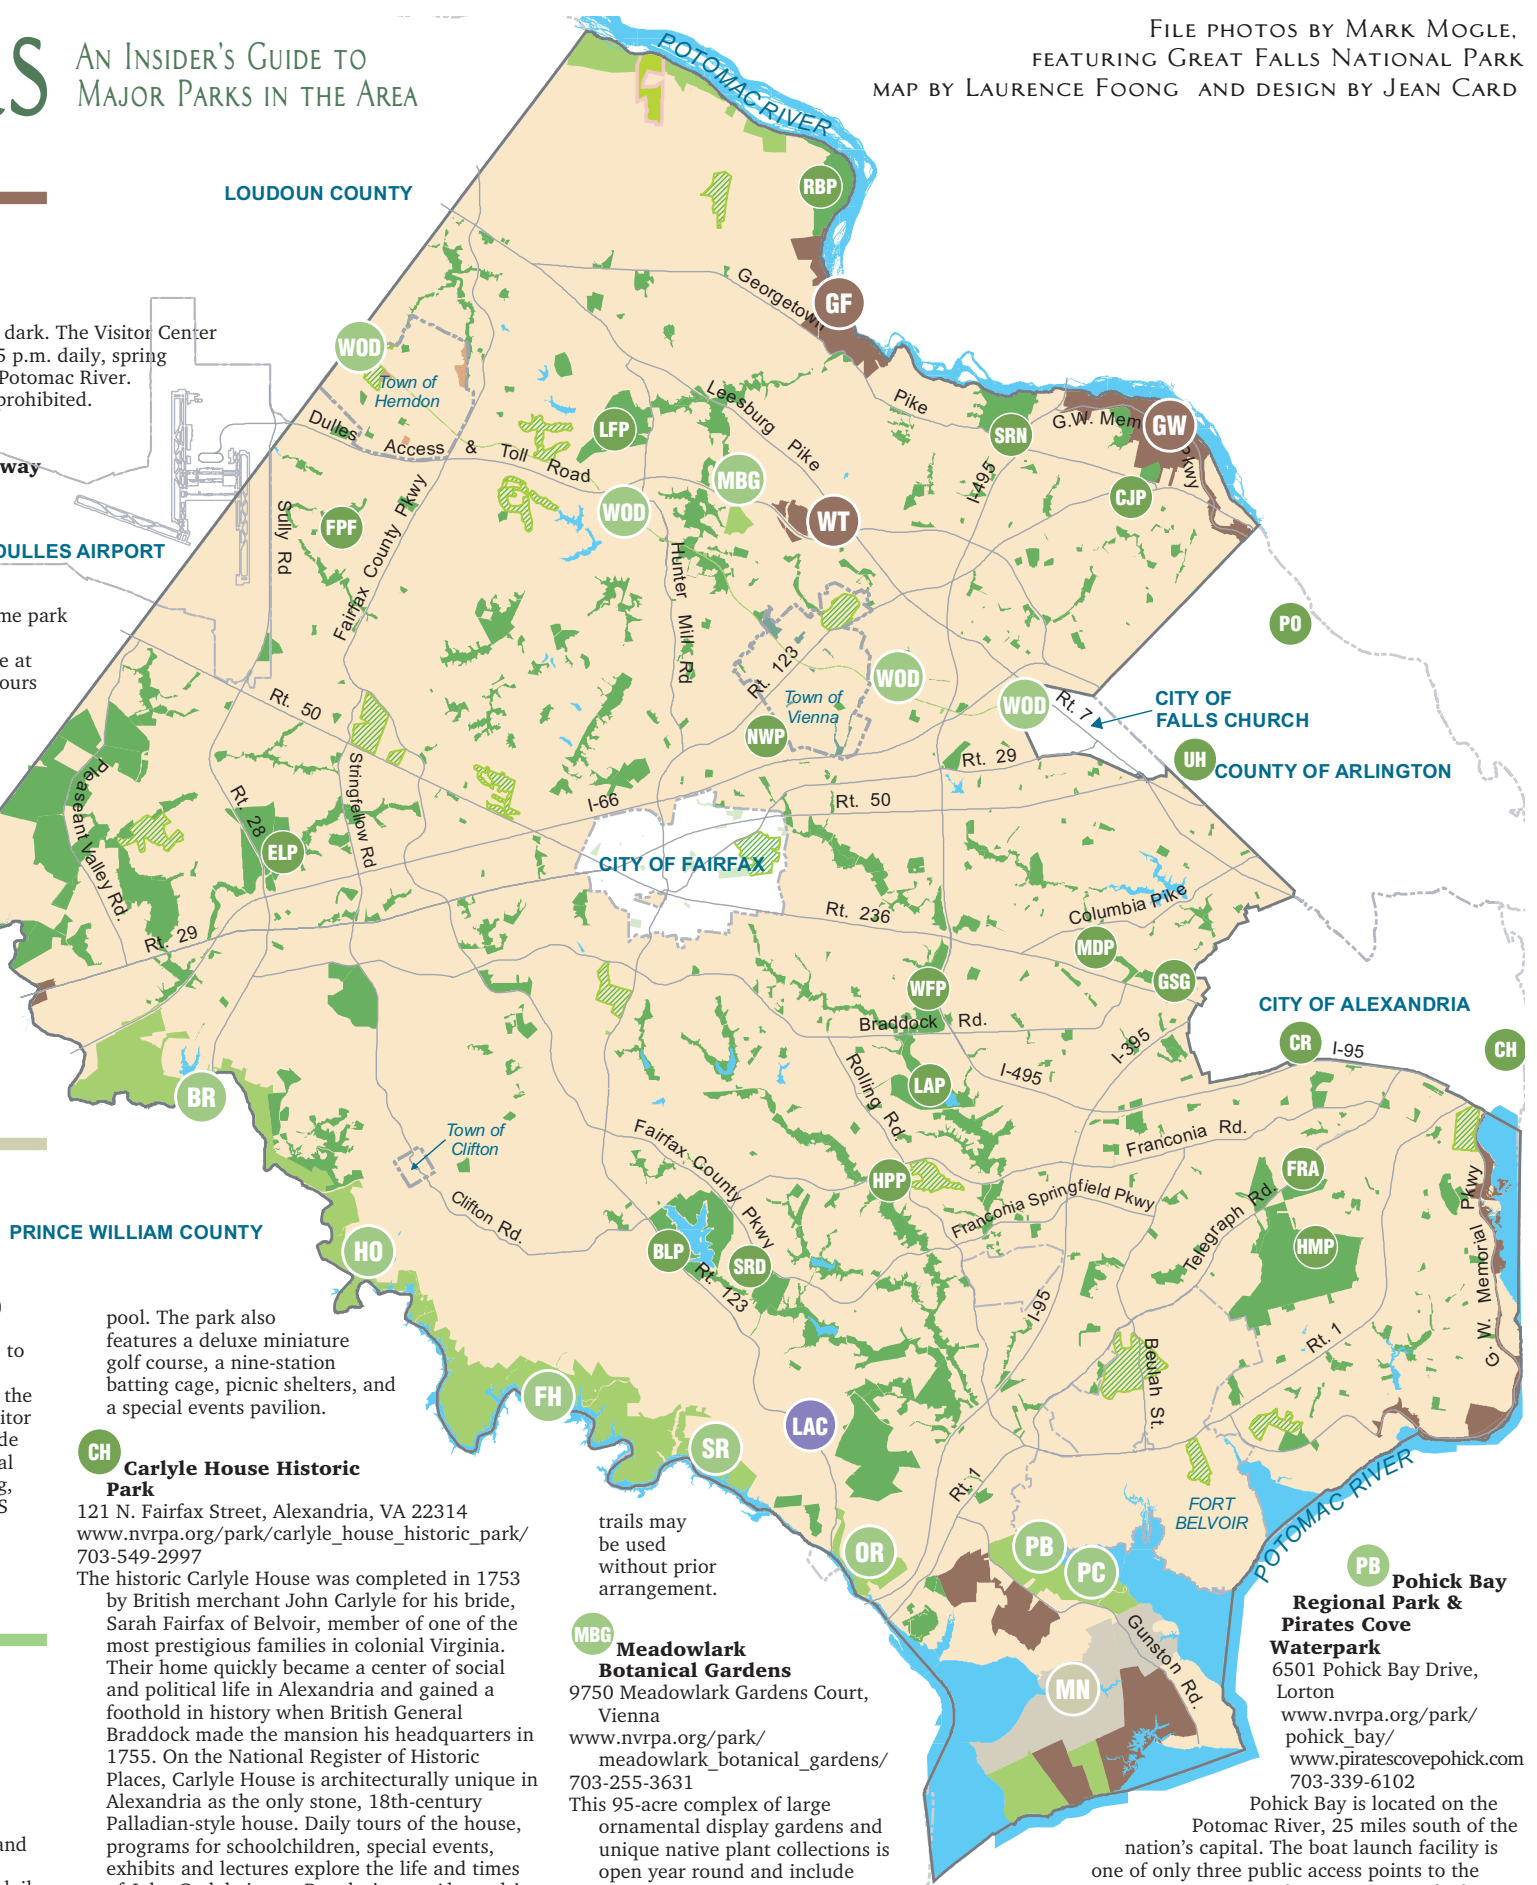 AN INSIDER'S GUIDE TO
MAJOR PARKS IN THE AREA
FILE PHOTOS BY MARK MOGLE,
FEATURING GREAT FALLS NATIONAL PARK
MAP BY LAURENCE FOONG AND DESIGN BY JEAN CARD
POTOMAC RIVER
LOUDOUN COUNTY
RBP
Georgetown
GF
Pike
dark. The Visitor Center
5 p.m. daily, spring
Potomac River.
prohibited.
WOD
Town of
Herndon
Dulles Access & Toll Road
LFP
Leesburg Pike
SRN
G.W. Mem
GW
Pkwy
I-495
CJP
MBG
WOD
WT
way
Sully Rd
FPF
Fairfax County Pkwy
DULLES AIRPORT
Hunter Mill Rd
me park
e at
ours
PO
Rt. 123
Town of
Vienna
WOD
WOD
Rt. 7
CITY OF
FALLS CHURCH
Rt. 50
NWP
Rt. 29
UH
COUNTY OF ARLINGTON
Pleasant Valley Rd.
Rt. 28
Stringfellow Rd
I-66
Rt. 50
ELP
CITY OF FAIRFAX
Rt. 236
Columbia Pike
Rt. 29
MDP
GSG
WFP
Braddock Rd.
CITY OF ALEXANDRIA
I-395
CR
I-95
CH
Rolling Rd.
I-495
LAP
BR
Town of
Clifton
Fairfax County Pkwy
Franconia Rd.
FRA
HPP
Franconia Springfield Pkwy
Clifton Rd.
Telegraph Rd.
G. W. Memorial Pkwy
PRINCE WILLIAM COUNTY
HO
BLP
SRD
HMP
Rt. 123
I-95
Rt. 1
Beulah St.
FH
LAC
SR
Rt. 1
FORT
BELVOIR
POTOMAC RIVER
OR
PB
PC
Gunston Rd.
MN
)
to
the
itor
de
al
g,
S
and
pool. The park also
features a deluxe miniature
golf course, a nine-station
batting cage, picnic shelters, and
a special events pavilion.
CH Carlyle House Historic
Park
121 N. Fairfax Street, Alexandria, VA 22314
www.nvrpa.org/park/carlyle_house_historic_park/
703-549-2997
The historic Carlyle House was completed in 1753
by British merchant John Carlyle for his bride,
Sarah Fairfax of Belvoir, member of one of the
most prestigious families in colonial Virginia.
Their home quickly became a center of social
and political life in Alexandria and gained a
foothold in history when British General
Braddock made the mansion his headquarters in
1755. On the National Register of Historic
Places, Carlyle House is architecturally unique in
Alexandria as the only stone, 18th-century
Palladian-style house. Daily tours of the house,
programs for schoolchildren, special events,
exhibits and lectures explore the life and times
trails may
be used
without prior
arrangement.
MBG Meadowlark
Botanical Gardens
9750 Meadowlark Gardens Court,
Vienna
www.nvrpa.org/park/
meadowlark_botanical_gardens/
703-255-3631
This 95-acre complex of large
ornamental display gardens and
unique native plant collections is
open year round and include
PB Pohick Bay
Regional Park &
Pirates Cove
Waterpark
6501 Pohick Bay Drive,
Lorton
www.nvrpa.org/park/
pohick_bay/
www.piratescovepohick.com
703-339-6102
Pohick Bay is located on the
Potomac River, 25 miles south of the
nation's capital. The boat launch facility is
one of only three public access points to the